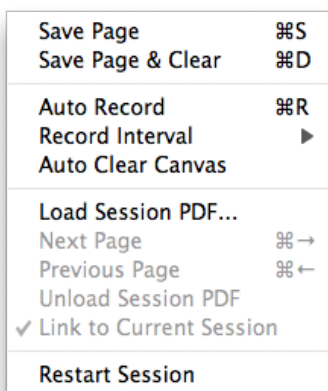 Save Page ⌘S
Save Page & Clear ⌘D
Auto Record ⌘R
Record Interval ▶
Auto Clear Canvas
Load Session PDF...
Next Page ⌘→
Previous Page ⌘←
Unload Session PDF
✓ Link to Current Session
Restart Session